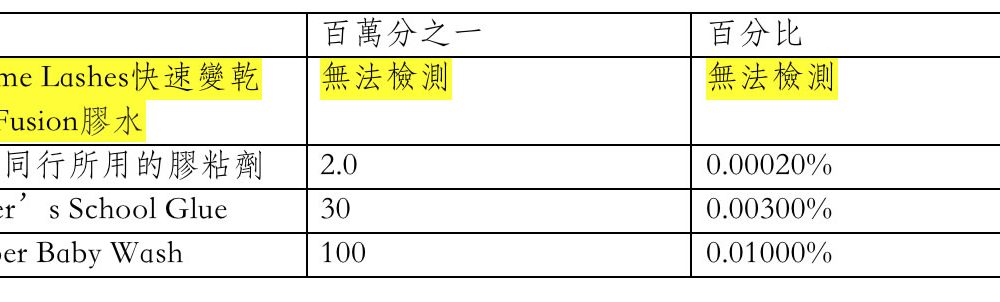 百萬分之一 百分比
me Lashes快速變乾 無法檢測 無法檢測
Fusion膠水
同行所用的膠粘劑 2.0 0.00020%
er’s School Glue 30 0.00300%
er Baby Wash 100 0.01000%